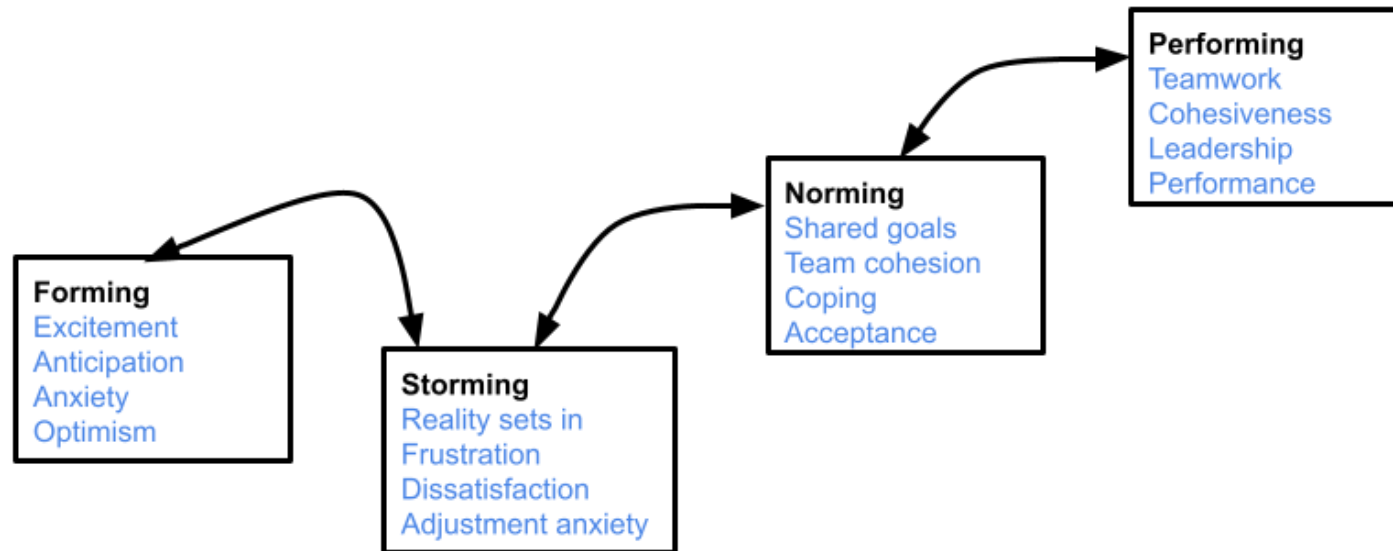 Forming
Excitement
Anticipation
Anxiety
Optimism
Storming
Reality sets in
Frustration
Dissatisfaction
Adjustment anxiety
Norming
Shared goals
Team cohesion
Coping
Acceptance
Performing
Teamwork
Cohesiveness
Leadership
Performance